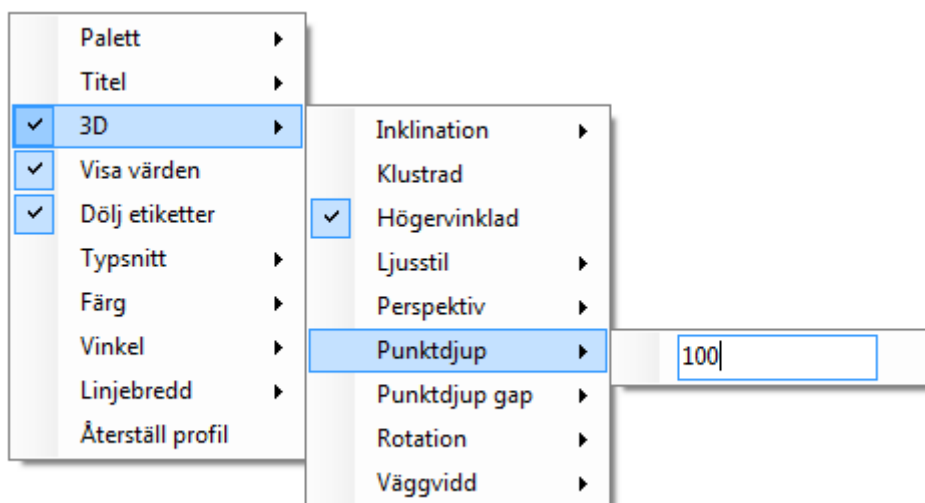 Palett
Titel
3D
Visa värden
Dölj etiketter
Typsnitt
Färg
Vinkel
Linjebredd
Återställ profil
Inklination
Klustrad
Högervinklad
Ljusstil
Perspektiv
Punktdjup
Punktdjup gap
Rotation
Väggvidd
100